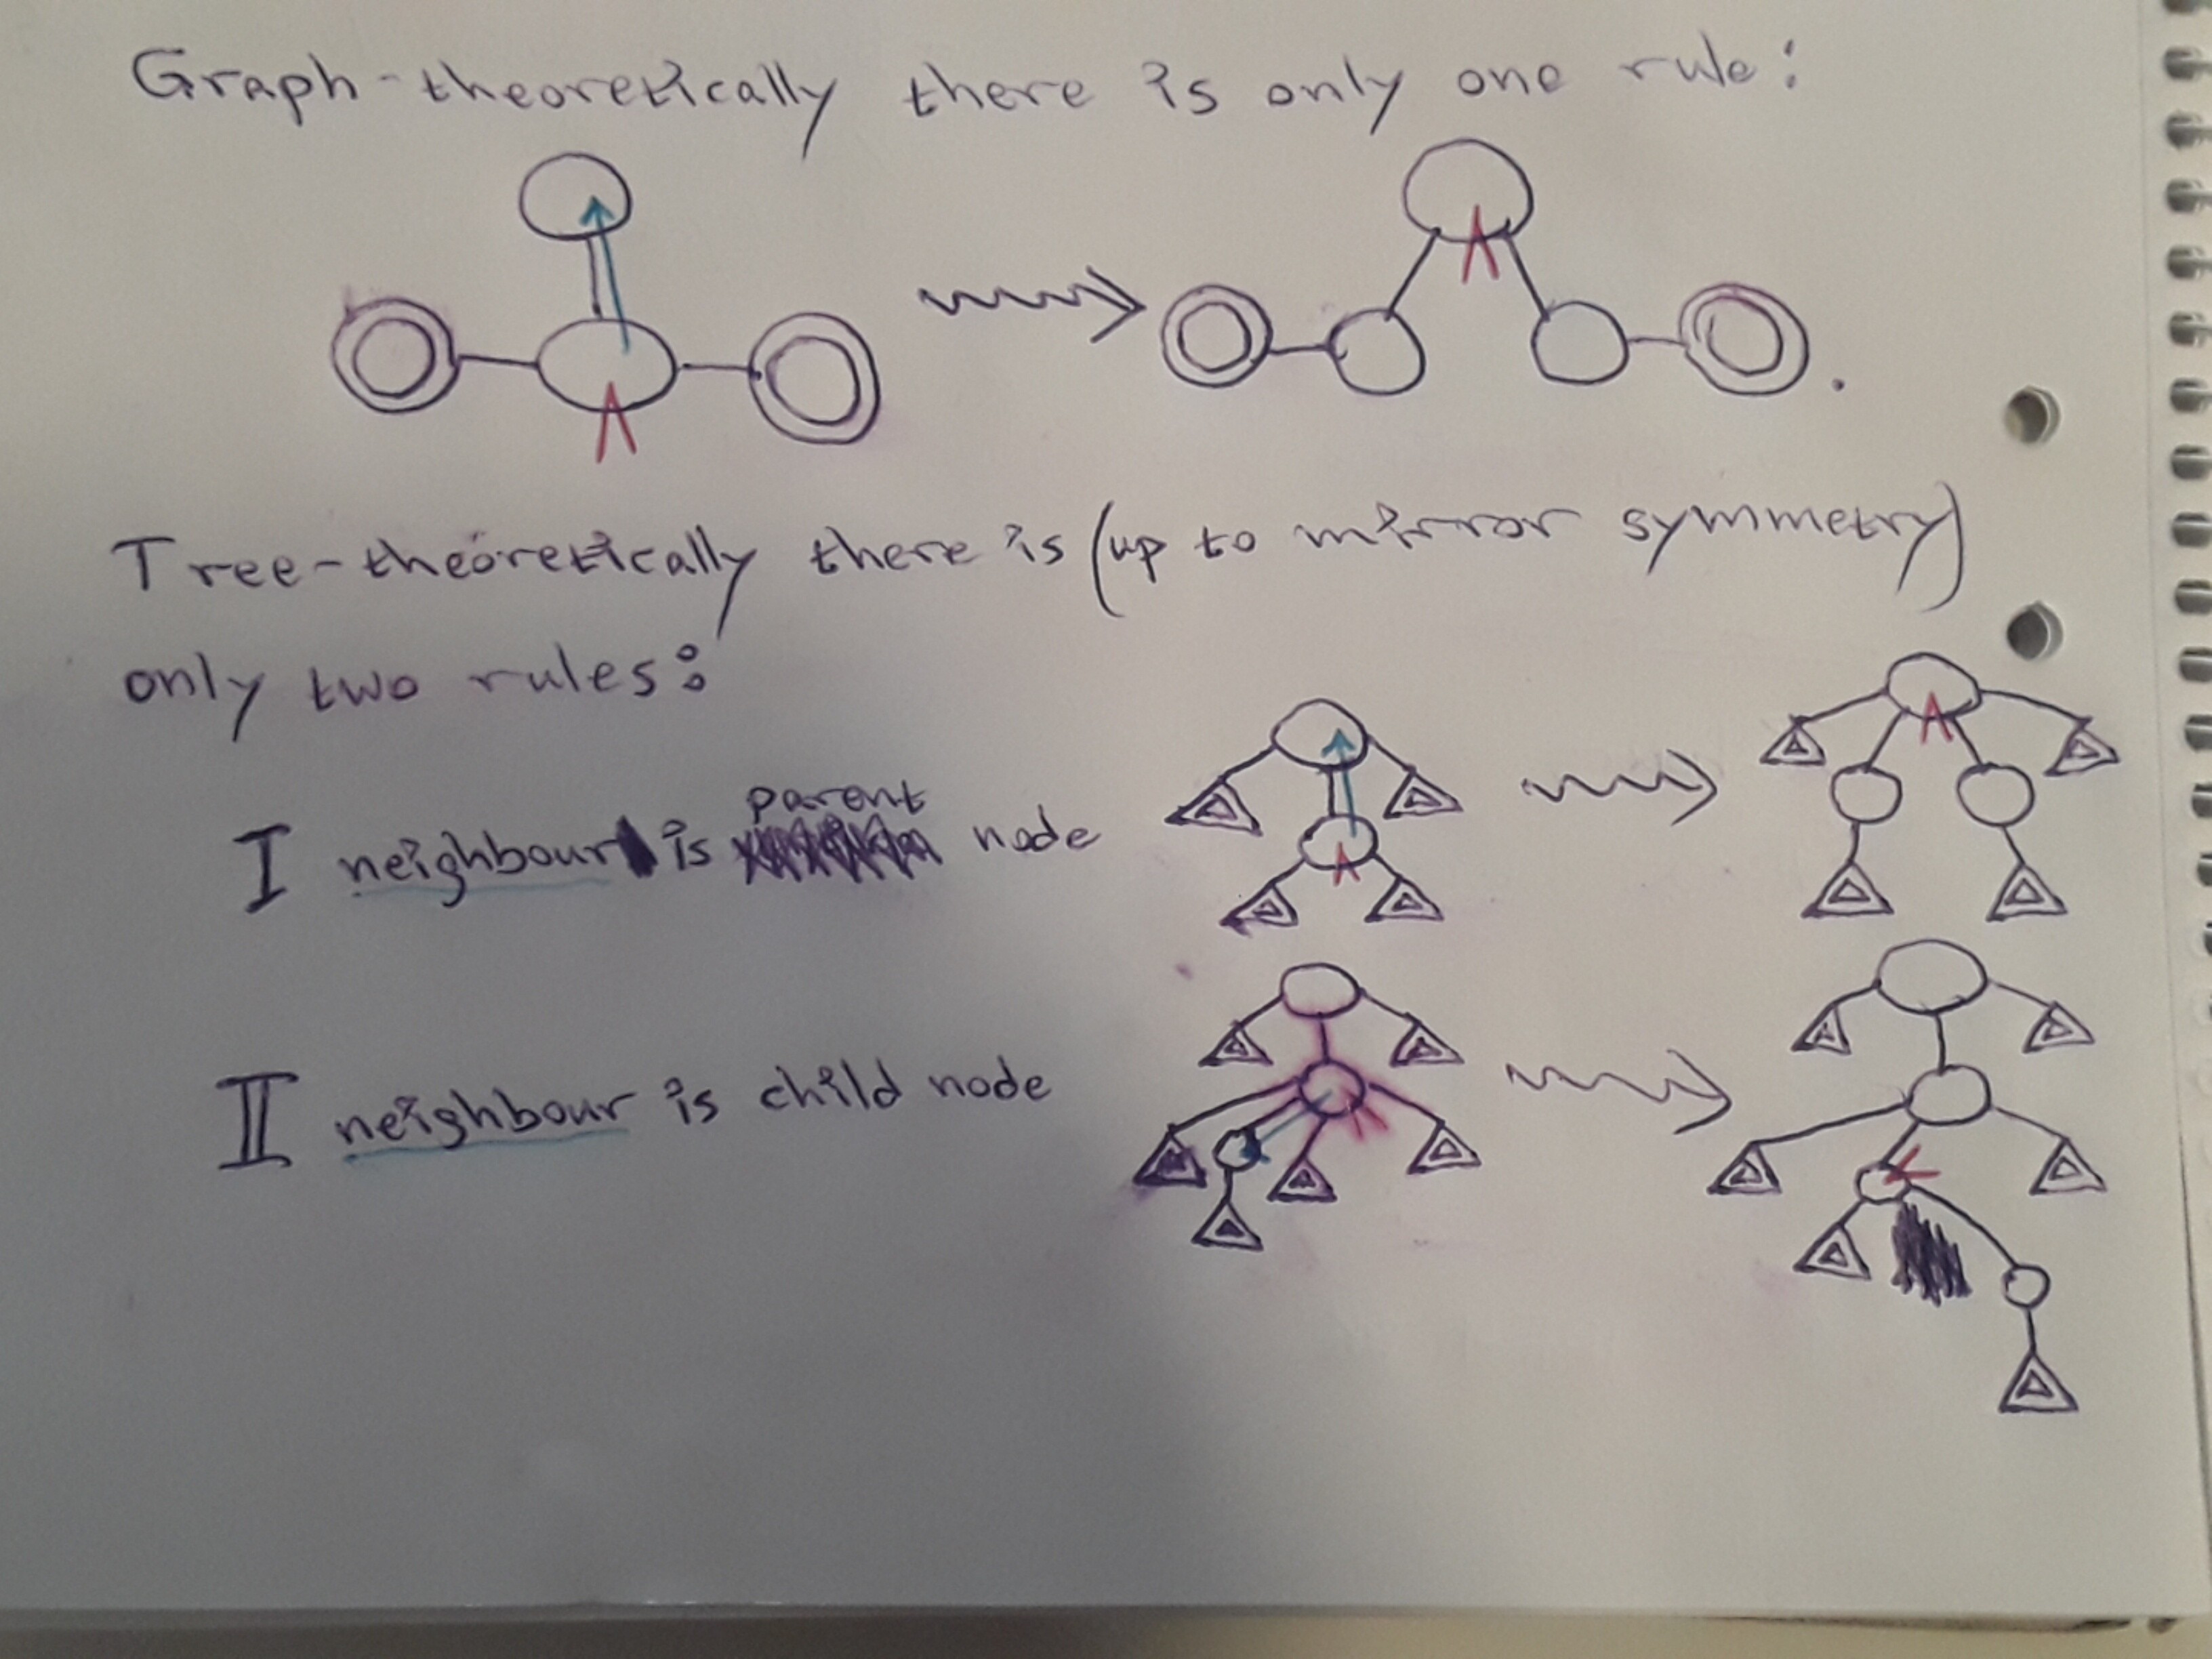 Graph-theoretically there is only one rule:
Tree-theoretically there is (up to mirror symmetry)
only two rules:
I neighbour is parent node
II neighbour is child node